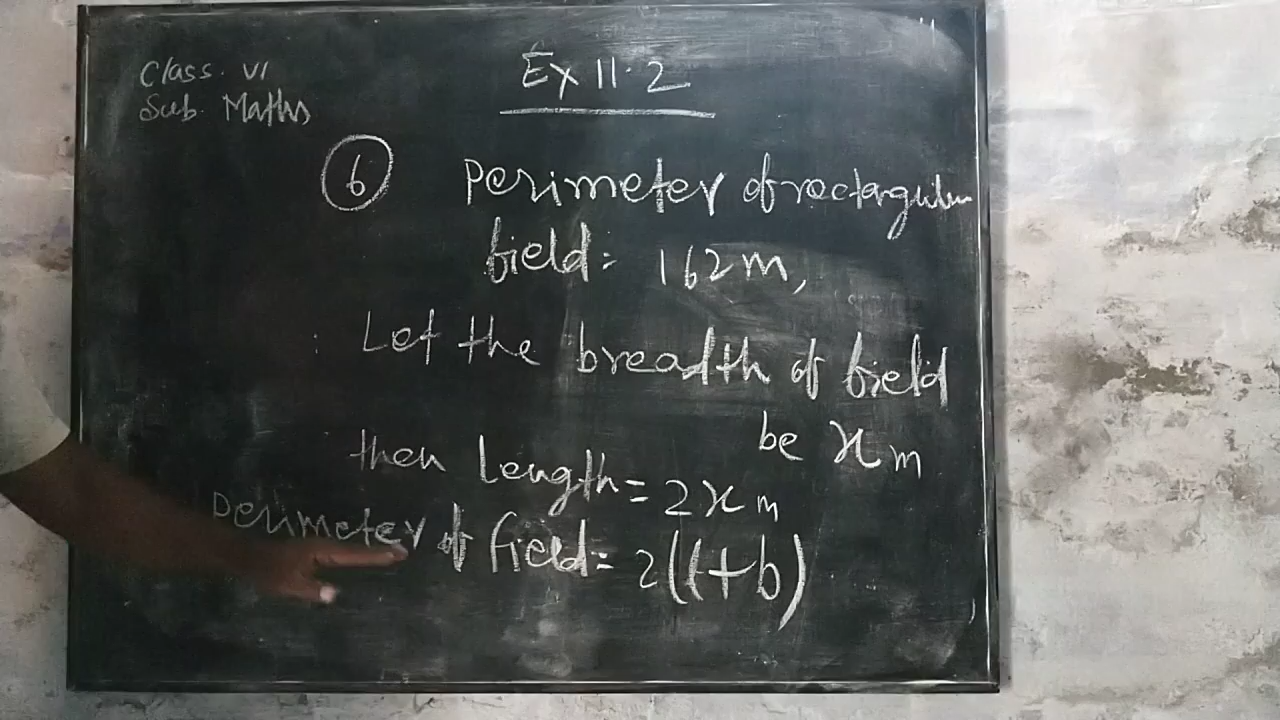 Class. VI
Sub. Maths
Ex 11.2
6 Perimeter of rectangular
field = 162m,
Let the breadth of field
be x m
then Length = 2x m
Perimeter of field = 2(l+b)